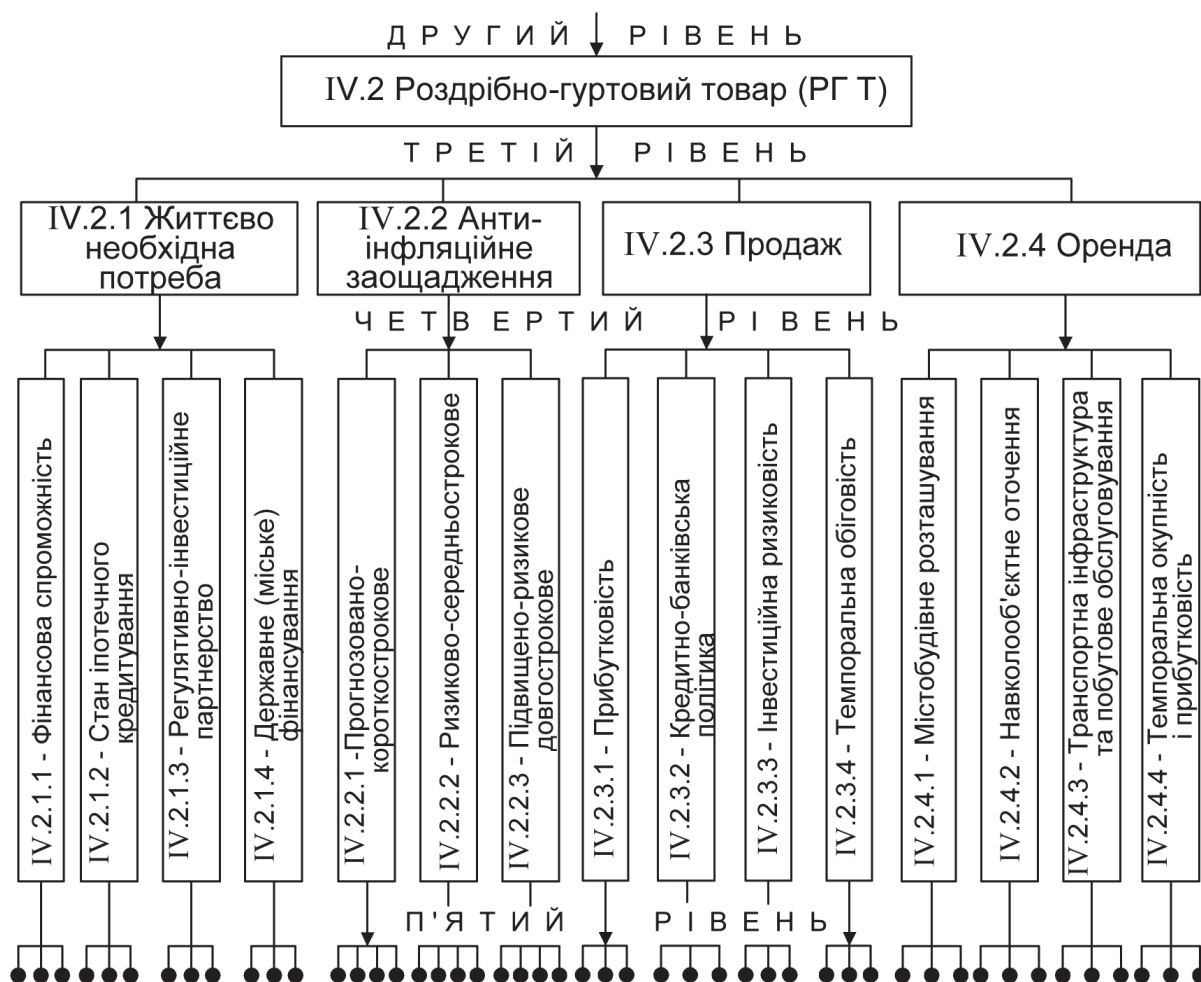 ДРУГИЙ РІВЕНЬ
IV.2 Роздрібно-гуртовий товар (РГ Т)
ТРЕТІЙ РІВЕНЬ
IV.2.1 Життєво
необхідна
потреба
IV.2.2 Анти-
інфляційне
заощадження
IV.2.3 Продаж
IV.2.4 Оренда
ЧЕТВЕРТИЙ РІВЕНЬ
IV.2.1.1 - Фінансова спроможність
IV.2.1.2 - Стан іпотечного
кредитування
IV.2.1.3 - Регулятивно-інвестиційне
партнерство
IV.2.1.4 - Державне (міське)
фінансування
IV.2.2.1 -Прогнозовано-
короткострокове
IV.2.2.2 - Ризиково-середньострокове
IV.2.2.3 - Підвищено-ризикове
довгострокове
IV.2.3.1 - Прибутковість
IV.2.3.2 - Кредитно-банківська
політика
IV.2.3.3 - Інвестиційна ризиковість
IV.2.3.4 - Темпоральна обіговість
IV.2.4.1 - Містобудівне розташування
IV.2.4.2 - Навколооб'єктне оточення
IV.2.4.3 - Транспортна інфраструктура
та побутове обслуговування
IV.2.4.4 - Темпоральна окупність
і прибутковість
П'ЯТИЙ РІВЕНЬ